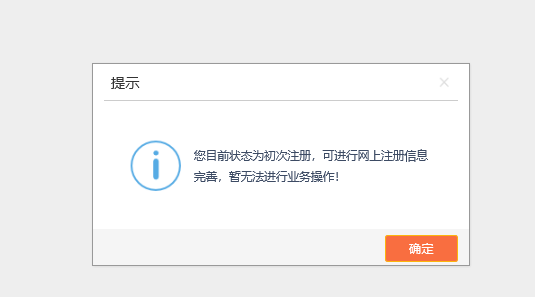 提示
您目前状态为初次注册，可进行网上注册信息
完善，暂无法进行业务操作！
确定